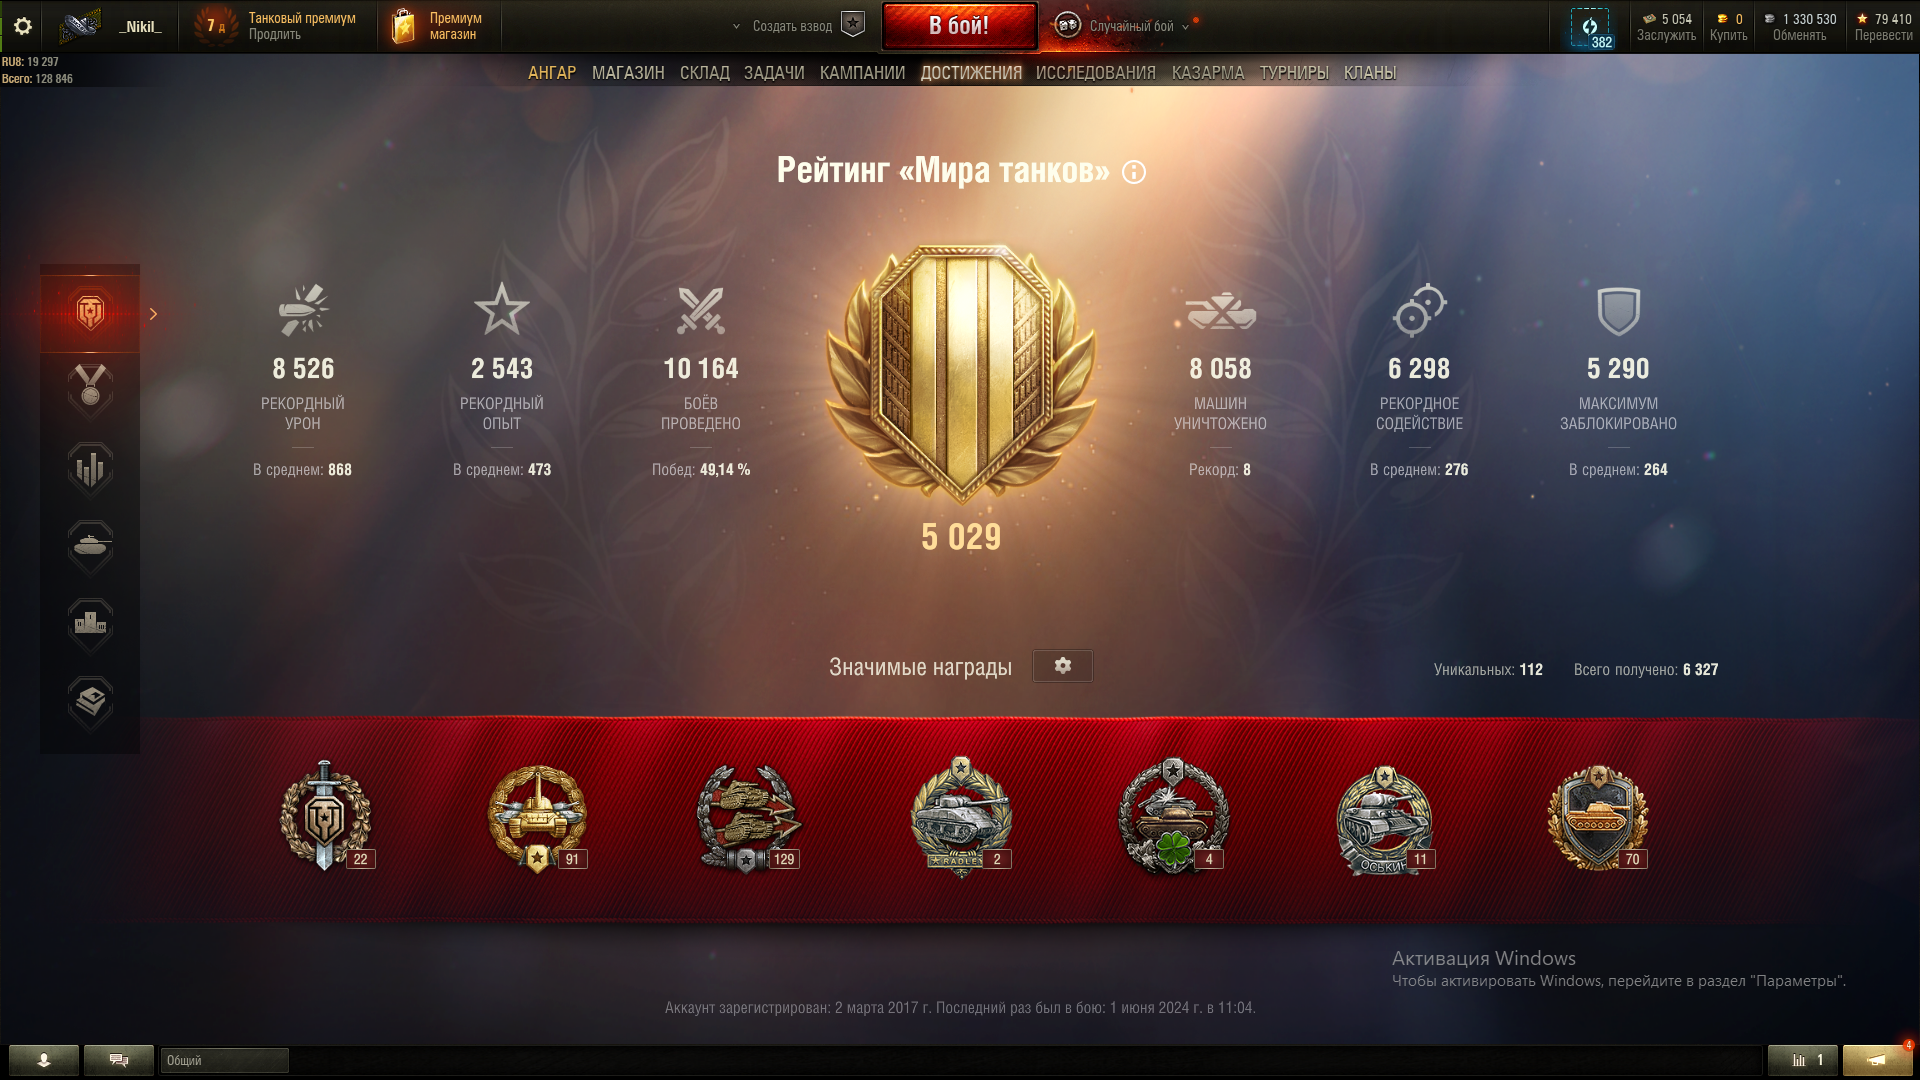 _Nikil_
7 д
Танковый премиум
Продлить
Премиум
магазин
Создать взвод
В бой!
Случайный бой
382
5 054
Заслужить
0
Купить
1 330 530
Обменять
79 410
Перевести
RU8: 19 297
Всего: 128 846
АНГАР МАГАЗИН СКЛАД ЗАДАЧИ КАМПАНИИ ДОСТИЖЕНИЯ ИССЛЕДОВАНИЯ КАЗАРМА ТУРНИРЫ КЛАНЫ
Рейтинг «Мира танков»
8 526
РЕКОРДНЫЙ
УРОН
В среднем: 868
2 543
РЕКОРДНЫЙ
ОПЫТ
В среднем: 473
10 164
БОЁВ
ПРОВЕДЕНО
Побед: 49,14 %
5 029
8 058
МАШИН
УНИЧТОЖЕНО
Рекорд: 8
6 298
РЕКОРДНОЕ
СОДЕЙСТВИЕ
В среднем: 276
5 290
МАКСИМУМ
ЗАБЛОКИРОВАНО
В среднем: 264
Значимые награды
Уникальных: 112
Всего получено: 6 327
22
91
129
RADLE
2
4
ОСЬКИН
11
70
Активация Windows
Чтобы активировать Windows, перейдите в раздел "Параметры".
Аккаунт зарегистрирован: 2 марта 2017 г. Последний раз был в бою: 1 июня 2024 г. в 11:04.
Общий
1
4